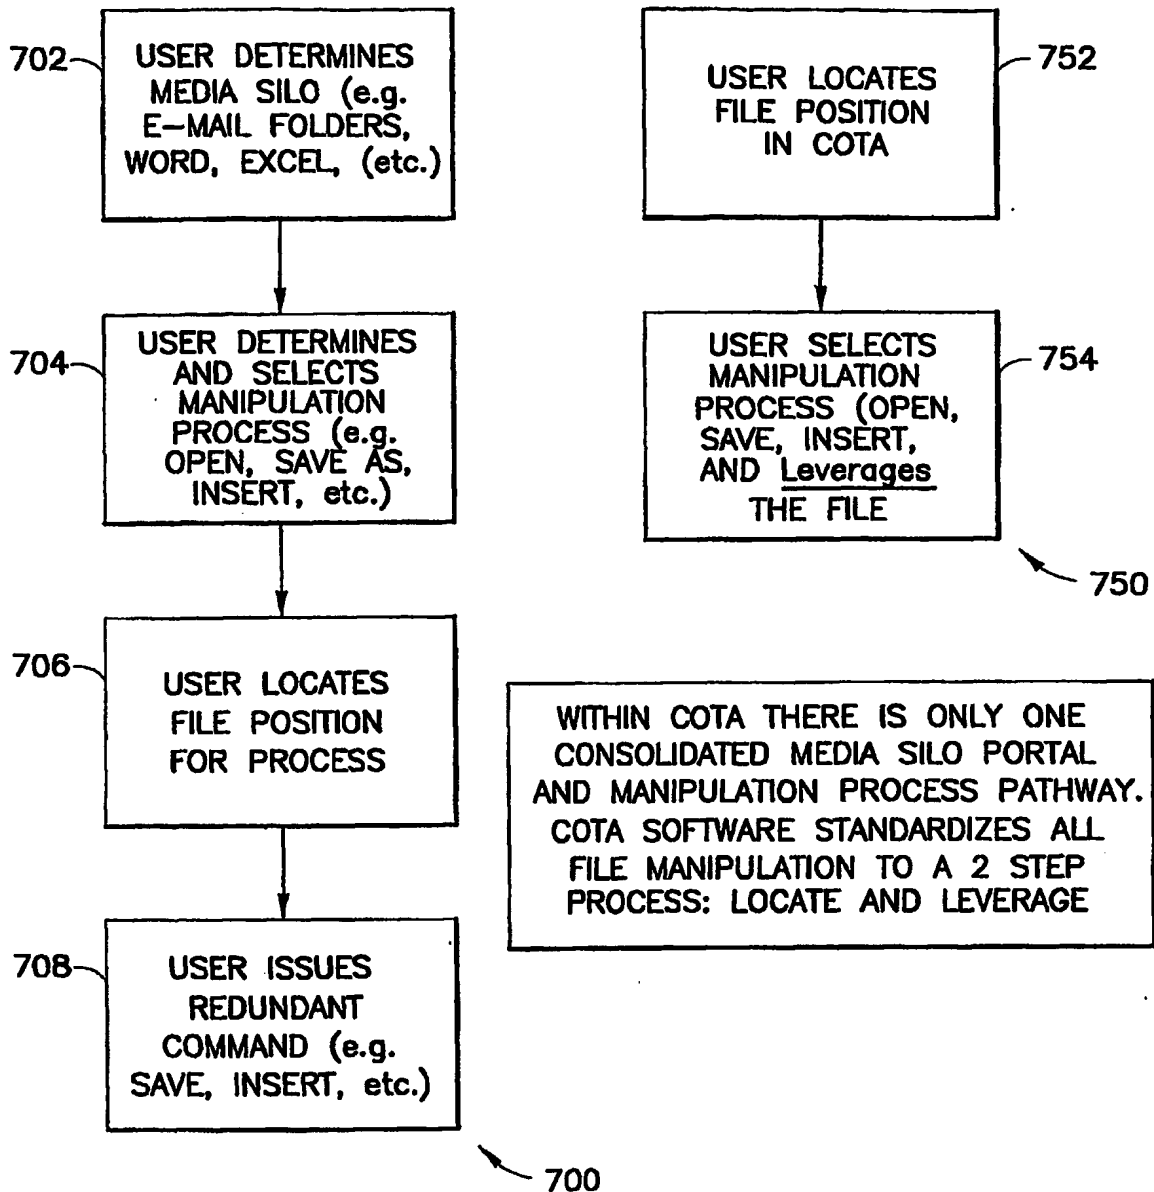 702
USER DETERMINES
MEDIA SILO (e.g.
E-MAIL FOLDERS,
WORD, EXCEL, (etc.)
704
USER DETERMINES
AND SELECTS
MANIPULATION
PROCESS (e.g.
OPEN, SAVE AS,
INSERT, etc.)
706
USER LOCATES
FILE POSITION
FOR PROCESS
708
USER ISSUES
REDUNDANT
COMMAND (e.g.
SAVE, INSERT, etc.)
700
752
USER LOCATES
FILE POSITION
IN COTA
754
USER SELECTS
MANIPULATION
PROCESS (OPEN,
SAVE, INSERT,
AND Leverages
THE FILE
750
WITHIN COTA THERE IS ONLY ONE
CONSOLIDATED MEDIA SILO PORTAL
AND MANIPULATION PROCESS PATHWAY.
COTA SOFTWARE STANDARDIZES ALL
FILE MANIPULATION TO A 2 STEP
PROCESS: LOCATE AND LEVERAGE